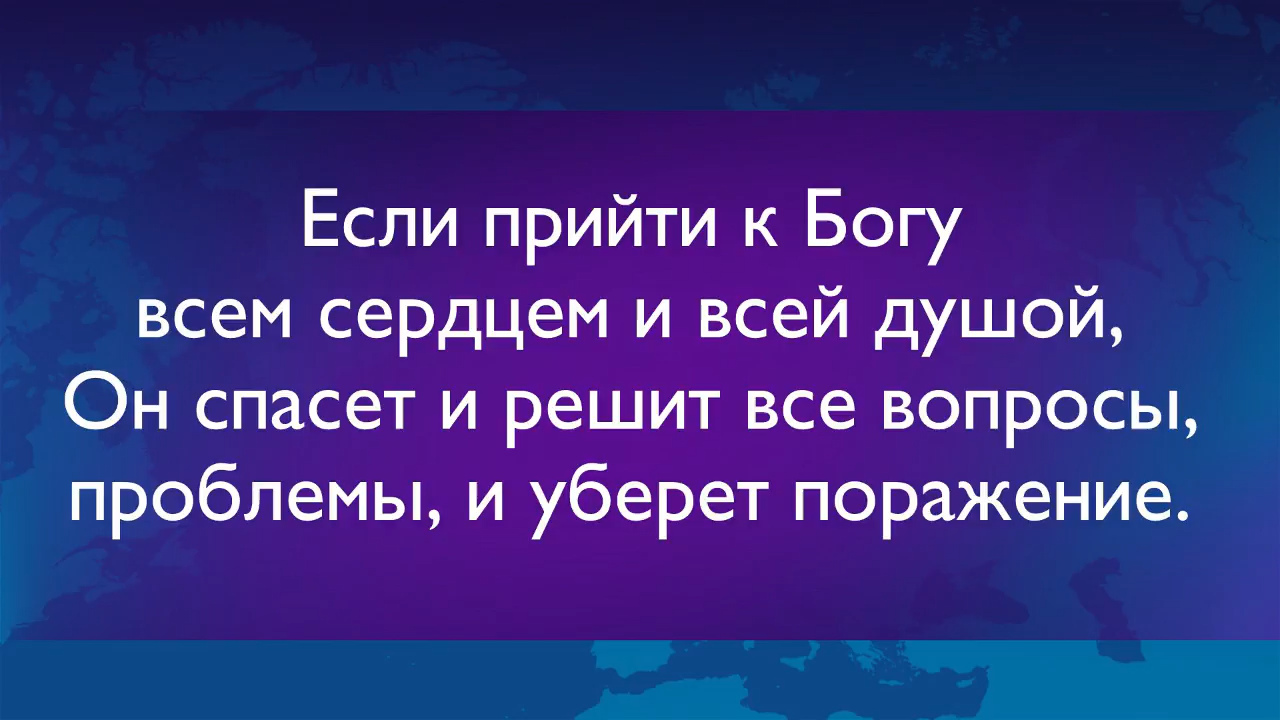 Если прийти к Богу
всем сердцем и всей душой,
Он спасет и решит все вопросы,
проблемы, и уберет поражение.